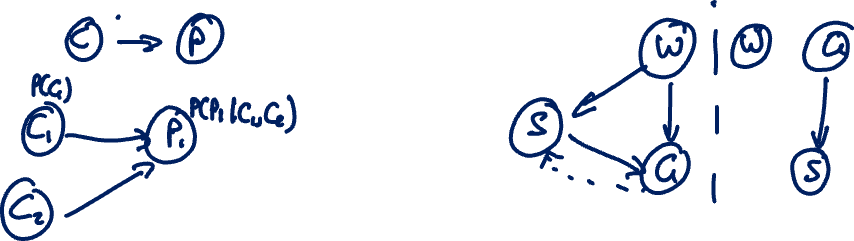 C → P
P(C₁)
C₁ → P₁ P(P₁|C₁,C₂)
C₂
W W G
S
G S